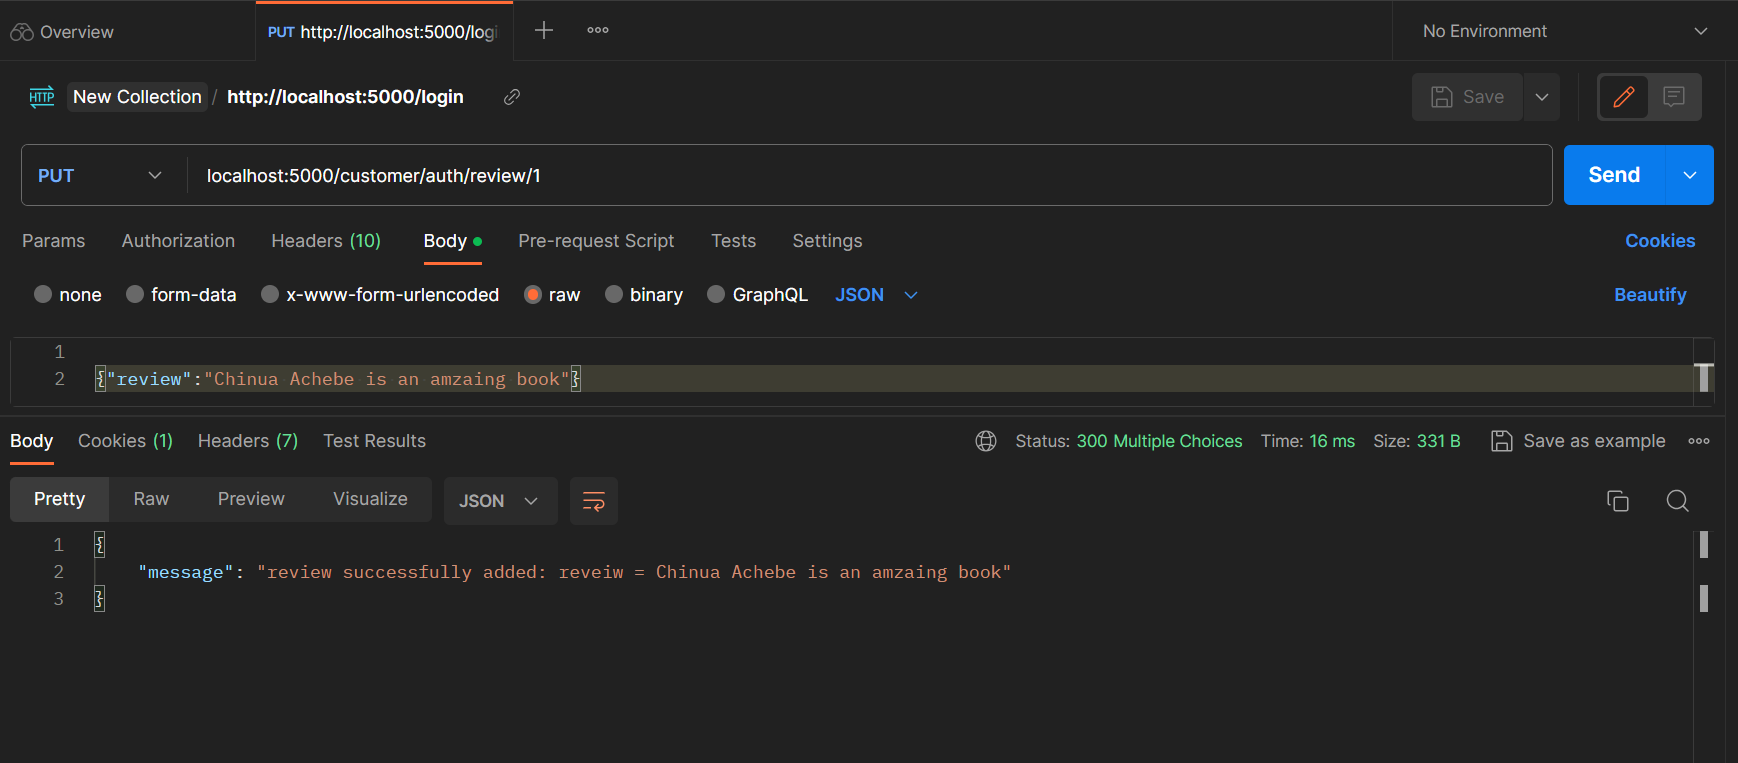 Overview
PUT http://localhost:5000/logi
No Environment
HTTP New Collection / http://localhost:5000/login
Save
PUT localhost:5000/customer/auth/review/1
Send
Params Authorization Headers (10) Body Pre-request Script Tests Settings Cookies
none form-data x-www-form-urlencoded raw binary GraphQL JSON Beautify
1
2 {"review":"Chinua Achebe is an amzaing book"}
Body Cookies (1) Headers (7) Test Results Status: 300 Multiple Choices Time: 16 ms Size: 331 B Save as example
Pretty Raw Preview Visualize JSON
1 {
2 "message": "review successfully added: reveiw = Chinua Achebe is an amzaing book"
3 }